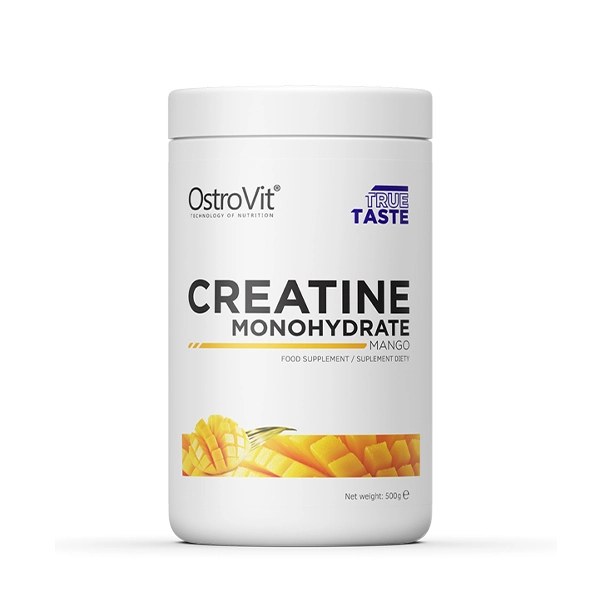 OstroVit®
TECHNOLOGY OF NUTRITION
TRUE
TASTE
CREATINE
MONOHYDRATE
MANGO
FOOD SUPPLEMENT / SUPLEMENT DIETY
Net weight: 500g ℮